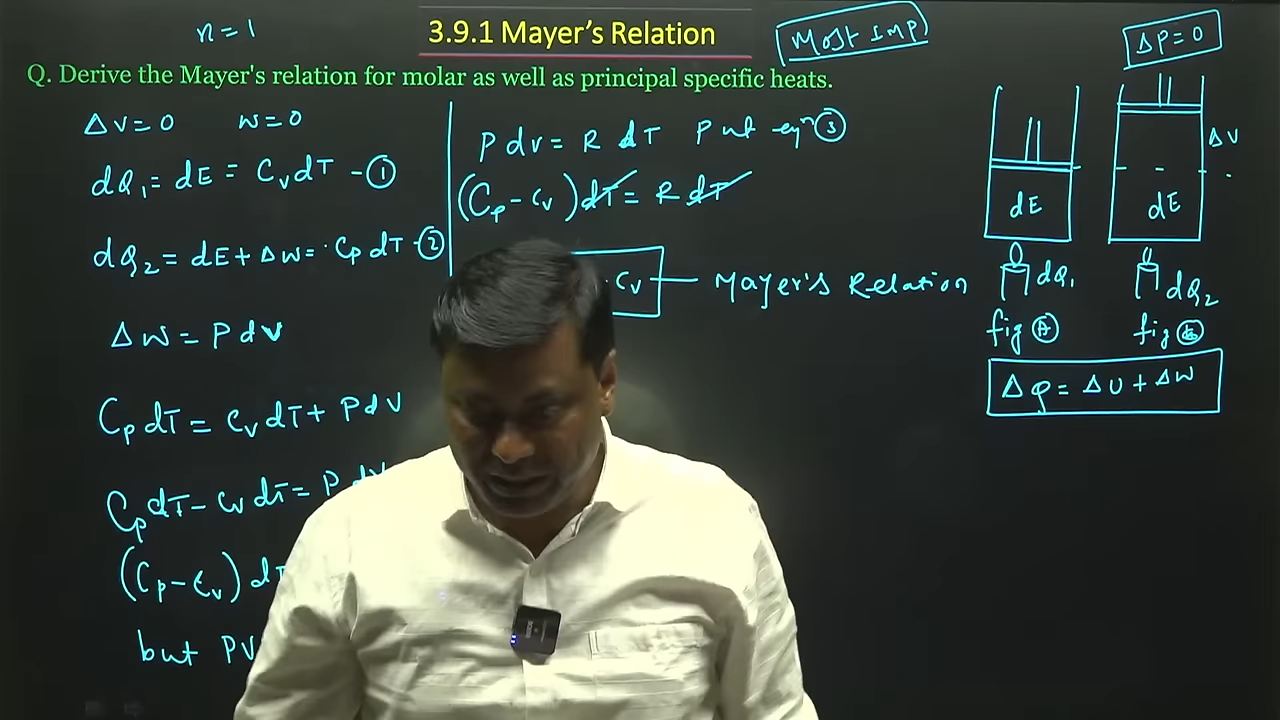 n = 1
3.9.1 Mayer's Relation
Most Imp
ΔP = 0
Q. Derive the Mayer's relation for molar as well as principal specific heats.
ΔV = 0 W = 0
dQ₁ = dE = CvdT - ①
dQ₂ = dE + ΔW = CpdT - ②
ΔW = PdV
CpdT = CvdT + PdV
CpdT - CvdT = P dV
(Cp - Cv) dT
but PV
Pdv = R dT Put eqⁿ ③
(Cp - Cv) dT = R dT
Cv — Mayer's Relation
ΔV
dE dE
dQ₁ dQ₂
fig Ⓐ fig Ⓑ
ΔQ = ΔU + ΔW